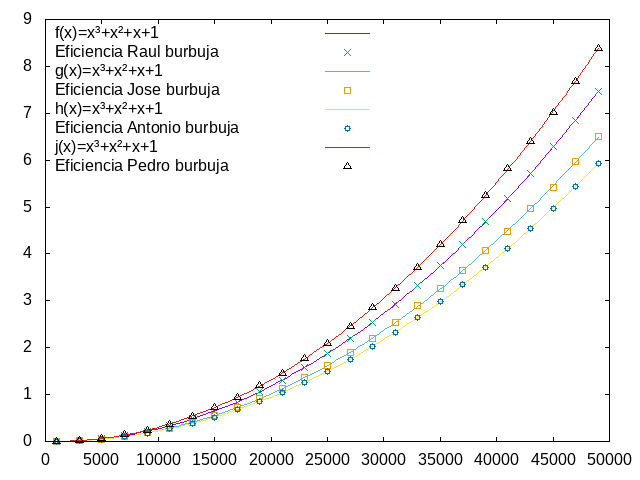 9
8
7
6
5
4
3
2
1
0
f(x)=x³+x²+x+1
Eficiencia Raul burbuja
g(x)=x³+x²+x+1
Eficiencia Jose burbuja
h(x)=x³+x²+x+1
Eficiencia Antonio burbuja
j(x)=x³+x²+x+1
Eficiencia Pedro burbuja
0 5000 10000 15000 20000 25000 30000 35000 40000 45000 50000